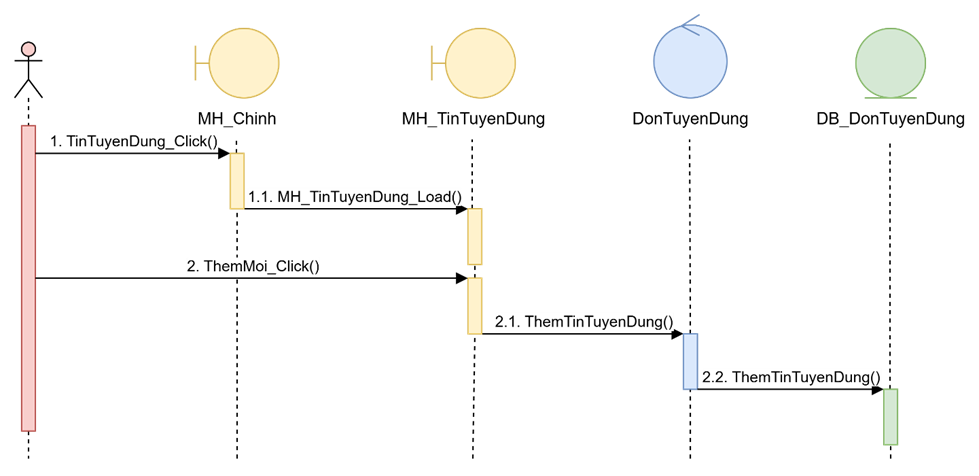 MH_Chinh
MH_TinTuyenDung
DonTuyenDung
DB_DonTuyenDung
1. TinTuyenDung_Click()
1.1. MH_TinTuyenDung_Load()
2. ThemMoi_Click()
2.1. ThemTinTuyenDung()
2.2. ThemTinTuyenDung()